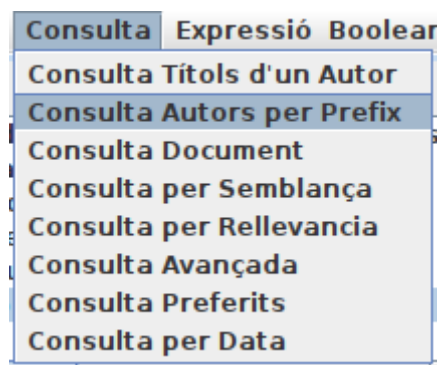 Consulta Expressió Boolear
Consulta Títols d'un Autor
Consulta Autors per Prefix
Consulta Document
Consulta per Semblança
Consulta per Rellevancia
Consulta Avançada
Consulta Preferits
Consulta per Data